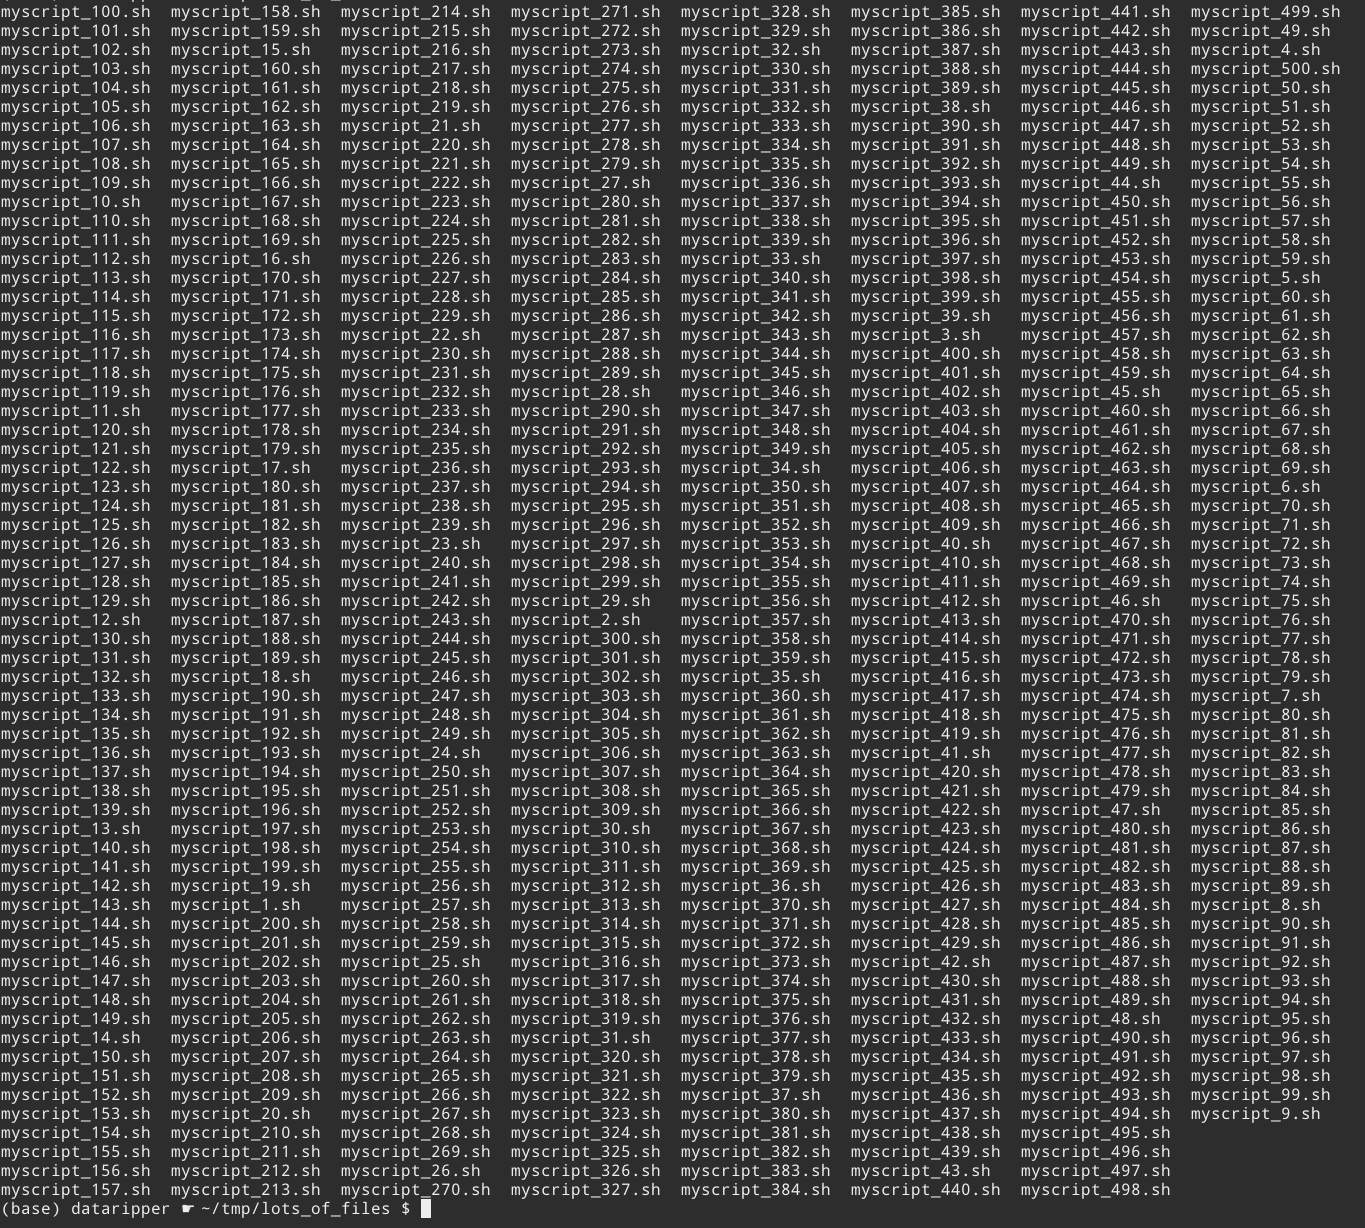 myscript_100.sh myscript_158.sh myscript_214.sh myscript_271.sh myscript_328.sh myscript_385.sh myscript_441.sh myscript_499.sh
myscript_101.sh myscript_159.sh myscript_215.sh myscript_272.sh myscript_329.sh myscript_386.sh myscript_442.sh myscript_49.sh
myscript_102.sh myscript_15.sh myscript_216.sh myscript_273.sh myscript_32.sh myscript_387.sh myscript_443.sh myscript_4.sh
myscript_103.sh myscript_160.sh myscript_217.sh myscript_274.sh myscript_330.sh myscript_388.sh myscript_444.sh myscript_500.sh
myscript_104.sh myscript_161.sh myscript_218.sh myscript_275.sh myscript_331.sh myscript_389.sh myscript_445.sh myscript_50.sh
myscript_105.sh myscript_162.sh myscript_219.sh myscript_276.sh myscript_332.sh myscript_38.sh myscript_446.sh myscript_51.sh
myscript_106.sh myscript_163.sh myscript_21.sh myscript_277.sh myscript_333.sh myscript_390.sh myscript_447.sh myscript_52.sh
myscript_107.sh myscript_164.sh myscript_220.sh myscript_278.sh myscript_334.sh myscript_391.sh myscript_448.sh myscript_53.sh
myscript_108.sh myscript_165.sh myscript_221.sh myscript_279.sh myscript_335.sh myscript_392.sh myscript_449.sh myscript_54.sh
myscript_109.sh myscript_166.sh myscript_222.sh myscript_27.sh myscript_336.sh myscript_393.sh myscript_44.sh myscript_55.sh
myscript_10.sh myscript_167.sh myscript_223.sh myscript_280.sh myscript_337.sh myscript_394.sh myscript_450.sh myscript_56.sh
myscript_110.sh myscript_168.sh myscript_224.sh myscript_281.sh myscript_338.sh myscript_395.sh myscript_451.sh myscript_57.sh
myscript_111.sh myscript_169.sh myscript_225.sh myscript_282.sh myscript_339.sh myscript_396.sh myscript_452.sh myscript_58.sh
myscript_112.sh myscript_16.sh myscript_226.sh myscript_283.sh myscript_33.sh myscript_397.sh myscript_453.sh myscript_59.sh
myscript_113.sh myscript_170.sh myscript_227.sh myscript_284.sh myscript_340.sh myscript_398.sh myscript_454.sh myscript_5.sh
myscript_114.sh myscript_171.sh myscript_228.sh myscript_285.sh myscript_341.sh myscript_399.sh myscript_455.sh myscript_60.sh
myscript_115.sh myscript_172.sh myscript_229.sh myscript_286.sh myscript_342.sh myscript_39.sh myscript_456.sh myscript_61.sh
myscript_116.sh myscript_173.sh myscript_22.sh myscript_287.sh myscript_343.sh myscript_3.sh myscript_457.sh myscript_62.sh
myscript_117.sh myscript_174.sh myscript_230.sh myscript_288.sh myscript_344.sh myscript_400.sh myscript_458.sh myscript_63.sh
myscript_118.sh myscript_175.sh myscript_231.sh myscript_289.sh myscript_345.sh myscript_401.sh myscript_459.sh myscript_64.sh
myscript_119.sh myscript_176.sh myscript_232.sh myscript_28.sh myscript_346.sh myscript_402.sh myscript_45.sh myscript_65.sh
myscript_11.sh myscript_177.sh myscript_233.sh myscript_290.sh myscript_347.sh myscript_403.sh myscript_460.sh myscript_66.sh
myscript_120.sh myscript_178.sh myscript_234.sh myscript_291.sh myscript_348.sh myscript_404.sh myscript_461.sh myscript_67.sh
myscript_121.sh myscript_179.sh myscript_235.sh myscript_292.sh myscript_349.sh myscript_405.sh myscript_462.sh myscript_68.sh
myscript_122.sh myscript_17.sh myscript_236.sh myscript_293.sh myscript_34.sh myscript_406.sh myscript_463.sh myscript_69.sh
myscript_123.sh myscript_180.sh myscript_237.sh myscript_294.sh myscript_350.sh myscript_407.sh myscript_464.sh myscript_6.sh
myscript_124.sh myscript_181.sh myscript_238.sh myscript_295.sh myscript_351.sh myscript_408.sh myscript_465.sh myscript_70.sh
myscript_125.sh myscript_182.sh myscript_239.sh myscript_296.sh myscript_352.sh myscript_409.sh myscript_466.sh myscript_71.sh
myscript_126.sh myscript_183.sh myscript_23.sh myscript_297.sh myscript_353.sh myscript_40.sh myscript_467.sh myscript_72.sh
myscript_127.sh myscript_184.sh myscript_240.sh myscript_298.sh myscript_354.sh myscript_410.sh myscript_468.sh myscript_73.sh
myscript_128.sh myscript_185.sh myscript_241.sh myscript_299.sh myscript_355.sh myscript_411.sh myscript_469.sh myscript_74.sh
myscript_129.sh myscript_186.sh myscript_242.sh myscript_29.sh myscript_356.sh myscript_412.sh myscript_46.sh myscript_75.sh
myscript_12.sh myscript_187.sh myscript_243.sh myscript_2.sh myscript_357.sh myscript_413.sh myscript_470.sh myscript_76.sh
myscript_130.sh myscript_188.sh myscript_244.sh myscript_300.sh myscript_358.sh myscript_414.sh myscript_471.sh myscript_77.sh
myscript_131.sh myscript_189.sh myscript_245.sh myscript_301.sh myscript_359.sh myscript_415.sh myscript_472.sh myscript_78.sh
myscript_132.sh myscript_18.sh myscript_246.sh myscript_302.sh myscript_35.sh myscript_416.sh myscript_473.sh myscript_79.sh
myscript_133.sh myscript_190.sh myscript_247.sh myscript_303.sh myscript_360.sh myscript_417.sh myscript_474.sh myscript_7.sh
myscript_134.sh myscript_191.sh myscript_248.sh myscript_304.sh myscript_361.sh myscript_418.sh myscript_475.sh myscript_80.sh
myscript_135.sh myscript_192.sh myscript_249.sh myscript_305.sh myscript_362.sh myscript_419.sh myscript_476.sh myscript_81.sh
myscript_136.sh myscript_193.sh myscript_24.sh myscript_306.sh myscript_363.sh myscript_41.sh myscript_477.sh myscript_82.sh
myscript_137.sh myscript_194.sh myscript_250.sh myscript_307.sh myscript_364.sh myscript_420.sh myscript_478.sh myscript_83.sh
myscript_138.sh myscript_195.sh myscript_251.sh myscript_308.sh myscript_365.sh myscript_421.sh myscript_479.sh myscript_84.sh
myscript_139.sh myscript_196.sh myscript_252.sh myscript_309.sh myscript_366.sh myscript_422.sh myscript_47.sh myscript_85.sh
myscript_13.sh myscript_197.sh myscript_253.sh myscript_30.sh myscript_367.sh myscript_423.sh myscript_480.sh myscript_86.sh
myscript_140.sh myscript_198.sh myscript_254.sh myscript_310.sh myscript_368.sh myscript_424.sh myscript_481.sh myscript_87.sh
myscript_141.sh myscript_199.sh myscript_255.sh myscript_311.sh myscript_369.sh myscript_425.sh myscript_482.sh myscript_88.sh
myscript_142.sh myscript_19.sh myscript_256.sh myscript_312.sh myscript_36.sh myscript_426.sh myscript_483.sh myscript_89.sh
myscript_143.sh myscript_1.sh myscript_257.sh myscript_313.sh myscript_370.sh myscript_427.sh myscript_484.sh myscript_8.sh
myscript_144.sh myscript_200.sh myscript_258.sh myscript_314.sh myscript_371.sh myscript_428.sh myscript_485.sh myscript_90.sh
myscript_145.sh myscript_201.sh myscript_259.sh myscript_315.sh myscript_372.sh myscript_429.sh myscript_486.sh myscript_91.sh
myscript_146.sh myscript_202.sh myscript_25.sh myscript_316.sh myscript_373.sh myscript_42.sh myscript_487.sh myscript_92.sh
myscript_147.sh myscript_203.sh myscript_260.sh myscript_317.sh myscript_374.sh myscript_430.sh myscript_488.sh myscript_93.sh
myscript_148.sh myscript_204.sh myscript_261.sh myscript_318.sh myscript_375.sh myscript_431.sh myscript_489.sh myscript_94.sh
myscript_149.sh myscript_205.sh myscript_262.sh myscript_319.sh myscript_376.sh myscript_432.sh myscript_48.sh myscript_95.sh
myscript_14.sh myscript_206.sh myscript_263.sh myscript_31.sh myscript_377.sh myscript_433.sh myscript_490.sh myscript_96.sh
myscript_150.sh myscript_207.sh myscript_264.sh myscript_320.sh myscript_378.sh myscript_434.sh myscript_491.sh myscript_97.sh
myscript_151.sh myscript_208.sh myscript_265.sh myscript_321.sh myscript_379.sh myscript_435.sh myscript_492.sh myscript_98.sh
myscript_152.sh myscript_209.sh myscript_266.sh myscript_322.sh myscript_37.sh myscript_436.sh myscript_493.sh myscript_99.sh
myscript_153.sh myscript_20.sh myscript_267.sh myscript_323.sh myscript_380.sh myscript_437.sh myscript_494.sh myscript_9.sh
myscript_154.sh myscript_210.sh myscript_268.sh myscript_324.sh myscript_381.sh myscript_438.sh myscript_495.sh
myscript_155.sh myscript_211.sh myscript_269.sh myscript_325.sh myscript_382.sh myscript_439.sh myscript_496.sh
myscript_156.sh myscript_212.sh myscript_26.sh myscript_326.sh myscript_383.sh myscript_43.sh myscript_497.sh
myscript_157.sh myscript_213.sh myscript_270.sh myscript_327.sh myscript_384.sh myscript_440.sh myscript_498.sh
(base) dataripper ☛ ~/tmp/lots_of_files $